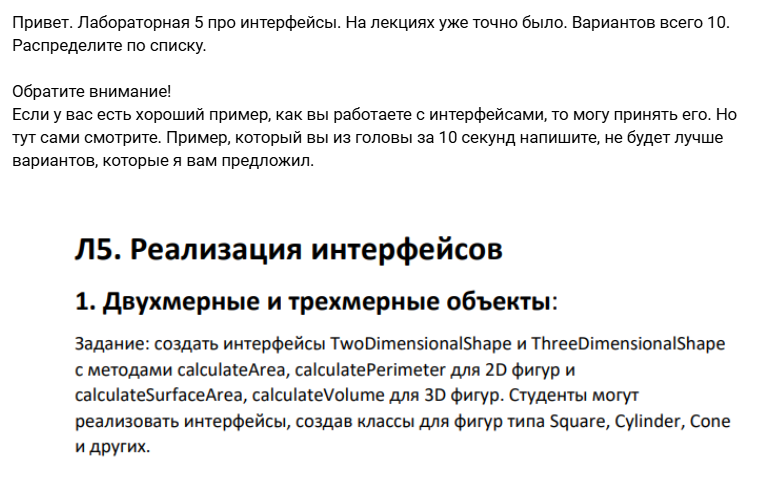 Привет. Лабораторная 5 про интерфейсы. На лекциях уже точно было. Вариантов всего 10.
Распределите по списку.
Обратите внимание!
Если у вас есть хороший пример, как вы работаете с интерфейсами, то могу принять его. Но
тут сами смотрите. Пример, который вы из головы за 10 секунд напишите, не будет лучше
вариантов, которые я вам предложил.
Л5. Реализация интерфейсов
1. Двухмерные и трехмерные объекты:
Задание: создать интерфейсы TwoDimensionalShape и ThreeDimensionalShape
с методами calculateArea, calculatePerimeter для 2D фигур и
calculateSurfaceArea, calculateVolume для 3D фигур. Студенты могут
реализовать интерфейсы, создав классы для фигур типа Square, Cylinder, Cone
и других.